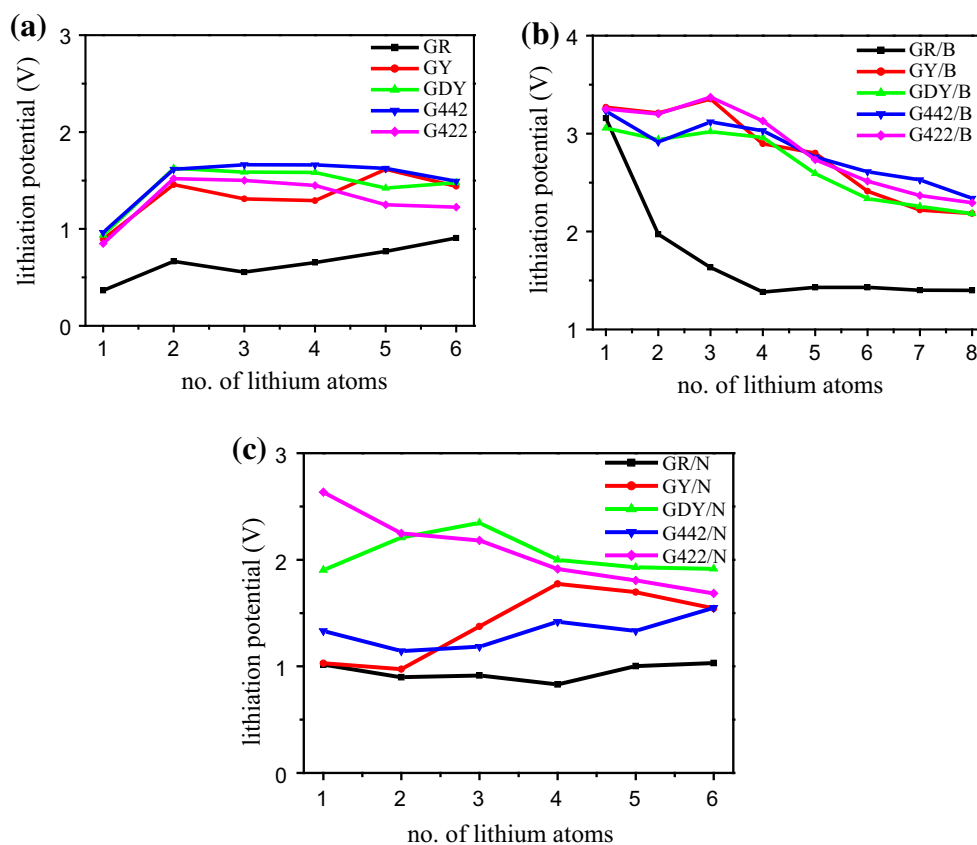 (a)
3
2
1
0
lithiation potential (V)
GR
GY
GDY
G442
G422
1 2 3 4 5 6
no. of lithium atoms
(b)
4
3
2
1
lithiation potential (V)
GR/B
GY/B
GDY/B
G442/B
G422/B
1 2 3 4 5 6 7 8
no. of lithium atoms
(c)
3
2
1
0
lithiation potential (V)
GR/N
GY/N
GDY/N
G442/N
G422/N
1 2 3 4 5 6
no. of lithium atoms